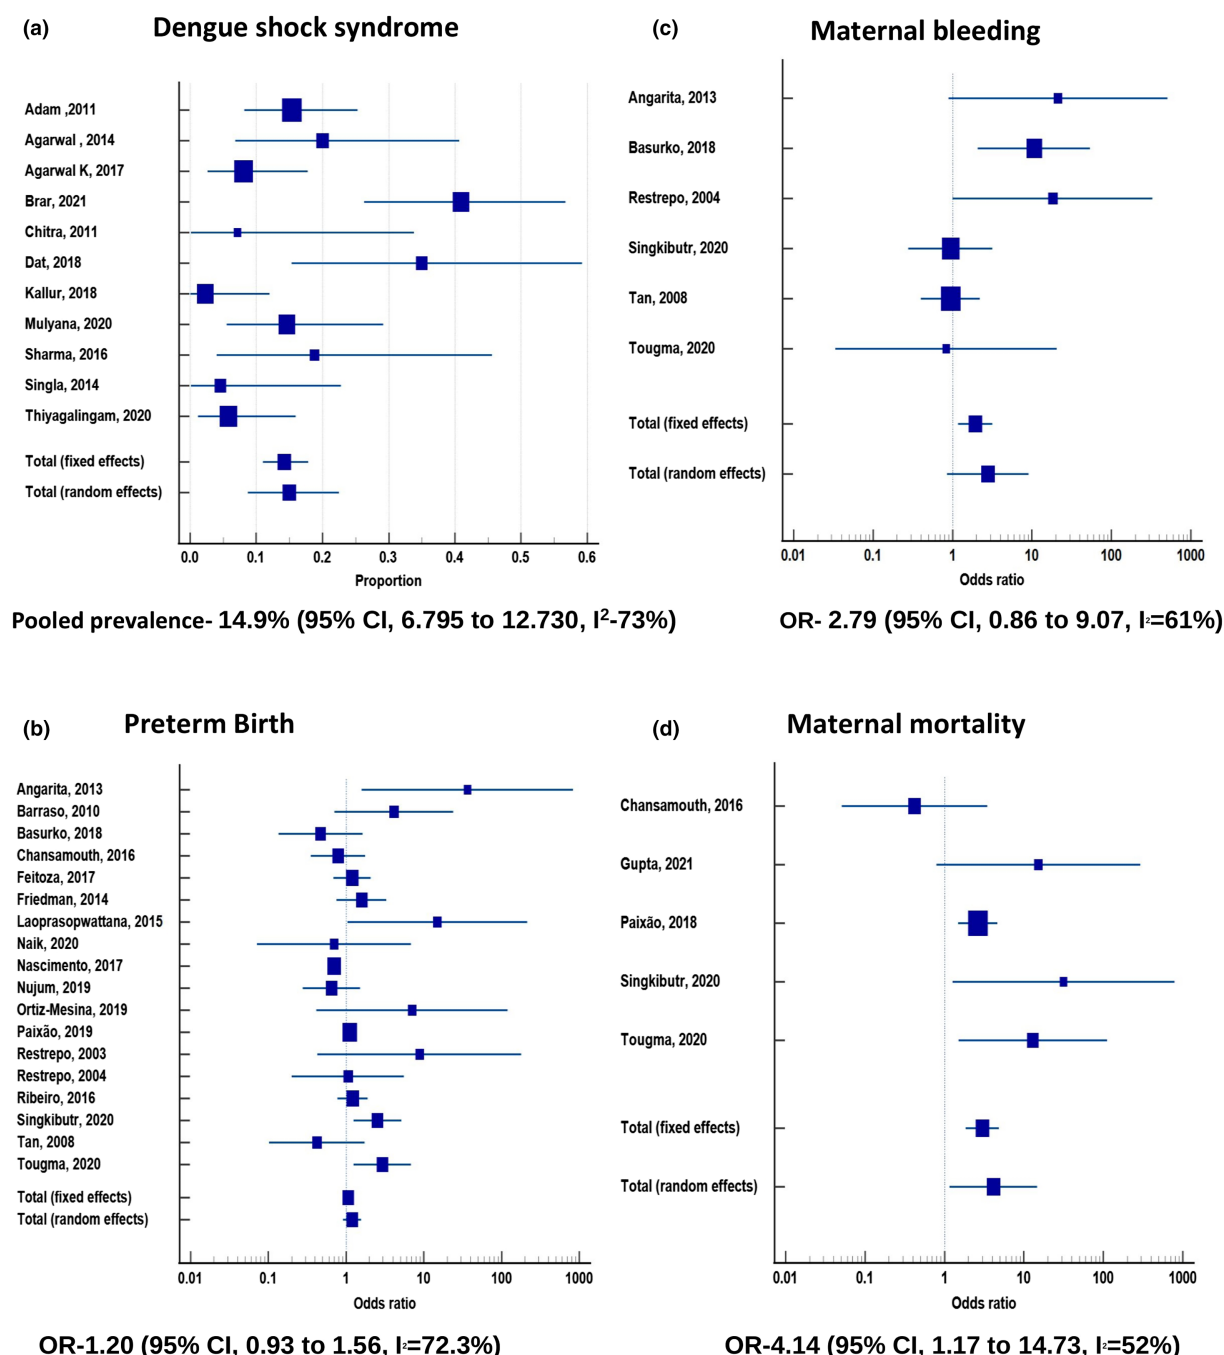 (a) Dengue shock syndrome
Adam ,2011
Agarwal , 2014
Agarwal K, 2017
Brar, 2021
Chitra, 2011
Dat, 2018
Kallur, 2018
Mulyana, 2020
Sharma, 2016
Singla, 2014
Thiyagalingam, 2020
Total (fixed effects)
Total (random effects)
0.0 0.1 0.2 0.3 0.4 0.5 0.6
Proportion
Pooled prevalence- 14.9% (95% CI, 6.795 to 12.730, I²-73%)
(c) Maternal bleeding
Angarita, 2013
Basurko, 2018
Restrepo, 2004
Singkibutr, 2020
Tan, 2008
Tougma, 2020
Total (fixed effects)
Total (random effects)
0.01 0.1 1 10 100 1000
Odds ratio
OR- 2.79 (95% CI, 0.86 to 9.07, I²=61%)
(b) Preterm Birth
Angarita, 2013
Barraso, 2010
Basurko, 2018
Chansamouth, 2016
Feitoza, 2017
Friedman, 2014
Laoprasopwattana, 2015
Naik, 2020
Nascimento, 2017
Nujum, 2019
Ortiz-Mesina, 2019
Paixão, 2019
Restrepo, 2003
Restrepo, 2004
Ribeiro, 2016
Singkibutr, 2020
Tan, 2008
Tougma, 2020
Total (fixed effects)
Total (random effects)
0.01 0.1 1 10 100 1000
Odds ratio
OR-1.20 (95% CI, 0.93 to 1.56, I²=72.3%)
(d) Maternal mortality
Chansamouth, 2016
Gupta, 2021
Paixão, 2018
Singkibutr, 2020
Tougma, 2020
Total (fixed effects)
Total (random effects)
0.01 0.1 1 10 100 1000
Odds ratio
OR-4.14 (95% CI, 1.17 to 14.73, I²=52%)